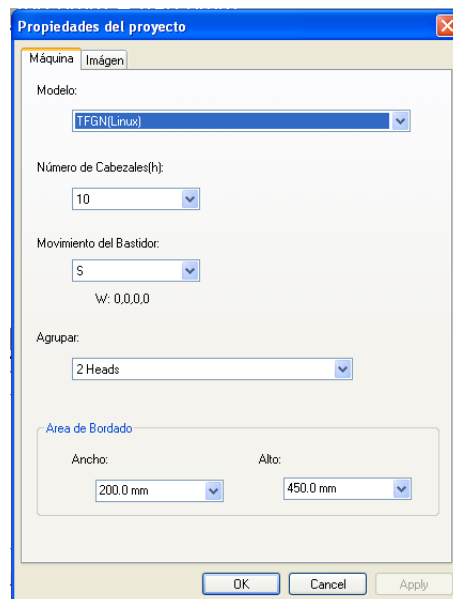 Propiedades del proyecto
Máquina Imágen
Modelo:
TFGN(Linux)
Número de Cabezales(h):
10
Movimiento del Bastidor:
S
W: 0,0,0,0
Agrupar:
2 Heads
Area de Bordado
Ancho: Alto:
200.0 mm 450.0 mm
OK Cancel Apply